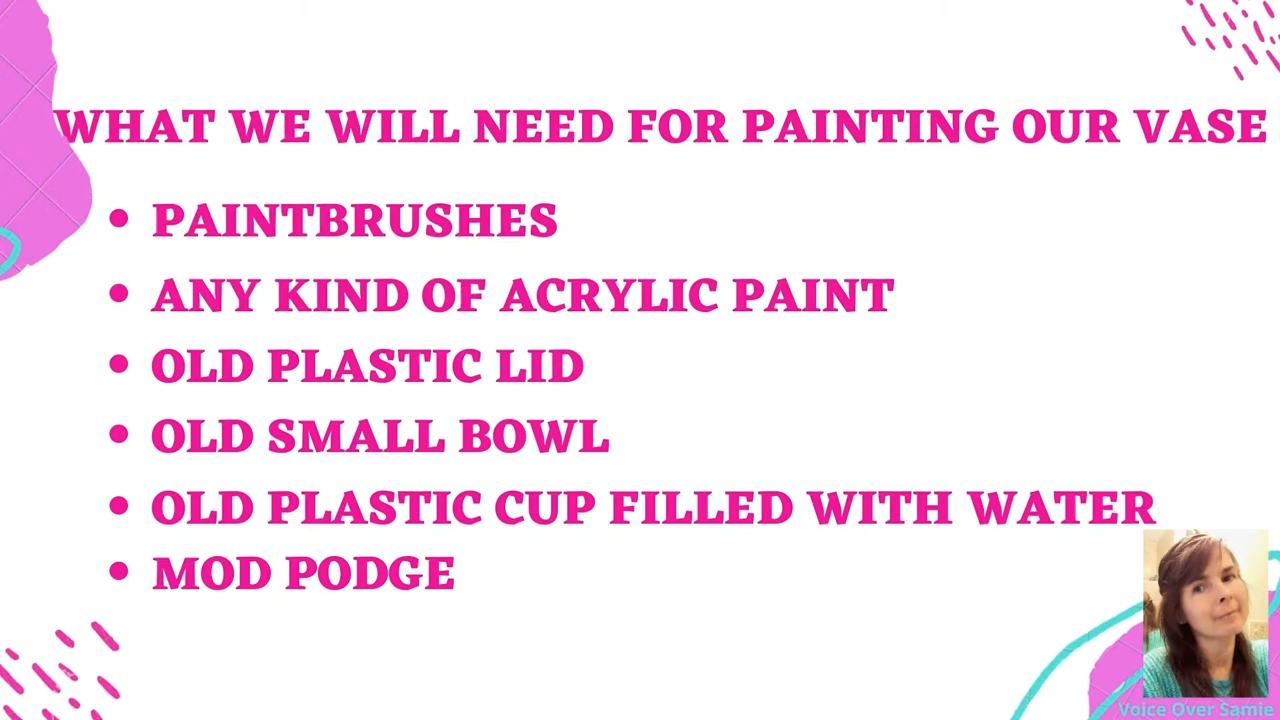 WHAT WE WILL NEED FOR PAINTING OUR VASE
• PAINTBRUSHES
• ANY KIND OF ACRYLIC PAINT
• OLD PLASTIC LID
• OLD SMALL BOWL
• OLD PLASTIC CUP FILLED WITH WATER
• MOD PODGE
Voice Over Samie